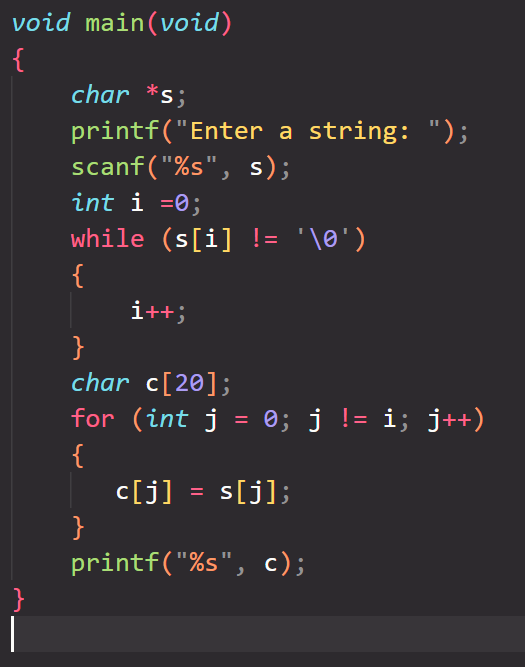 void main(void)
{
    char *s;
    printf("Enter a string: ");
    scanf("%s", s);
    int i =0;
    while (s[i] != '\0')
    {
        i++;
    }
    char c[20];
    for (int j = 0; j != i; j++)
    {
       c[j] = s[j];
    }
    printf("%s", c);
}